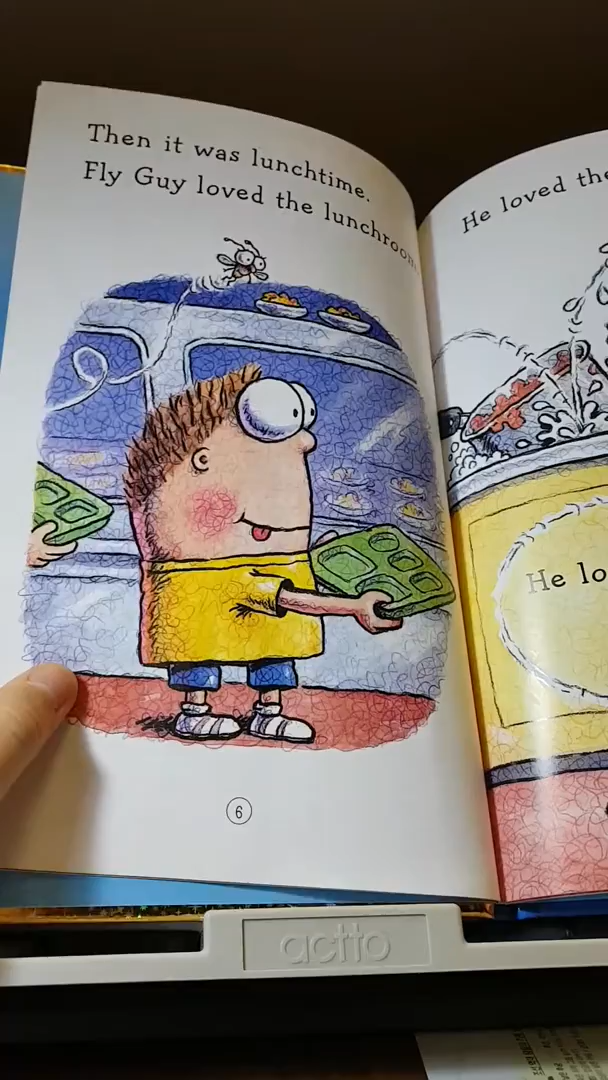 Then it was lunchtime.
Fly Guy loved the lunchroom.
6
He loved the
He lo
actto